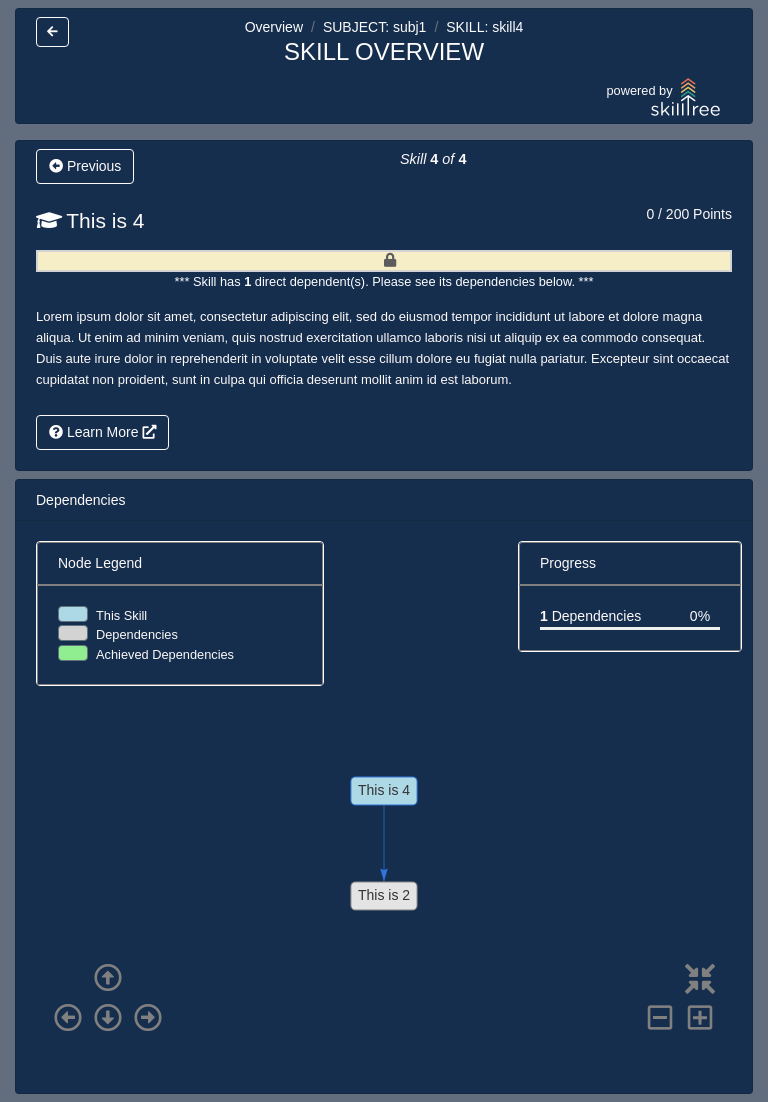 Overview / SUBJECT: subj1 / SKILL: skill4
SKILL OVERVIEW
powered by
skilltree
Previous
Skill 4 of 4
This is 4
0 / 200 Points
*** Skill has 1 direct dependent(s). Please see its dependencies below. ***
Lorem ipsum dolor sit amet, consectetur adipiscing elit, sed do eiusmod tempor incididunt ut labore et dolore magna
aliqua. Ut enim ad minim veniam, quis nostrud exercitation ullamco laboris nisi ut aliquip ex ea commodo consequat.
Duis aute irure dolor in reprehenderit in voluptate velit esse cillum dolore eu fugiat nulla pariatur. Excepteur sint occaecat
cupidatat non proident, sunt in culpa qui officia deserunt mollit anim id est laborum.
Learn More
Dependencies
Node Legend
This Skill
Dependencies
Achieved Dependencies
Progress
1 Dependencies 0%
This is 4
This is 2